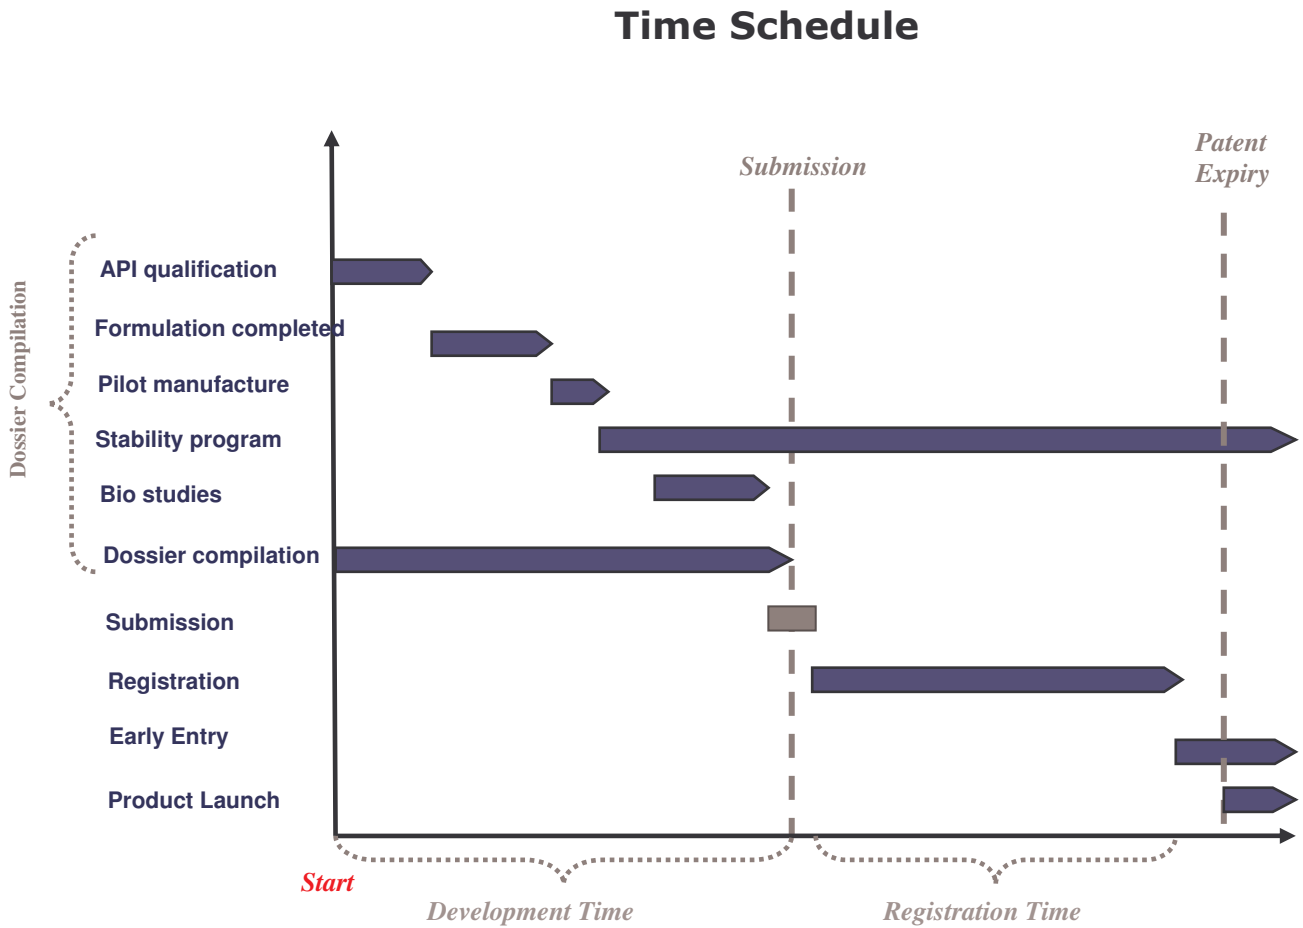 Time Schedule
Submission
Patent
Expiry
Dossier Compilation
API qualification
Formulation completed
Pilot manufacture
Stability program
Bio studies
Dossier compilation
Submission
Registration
Early Entry
Product Launch
Start
Development Time
Registration Time